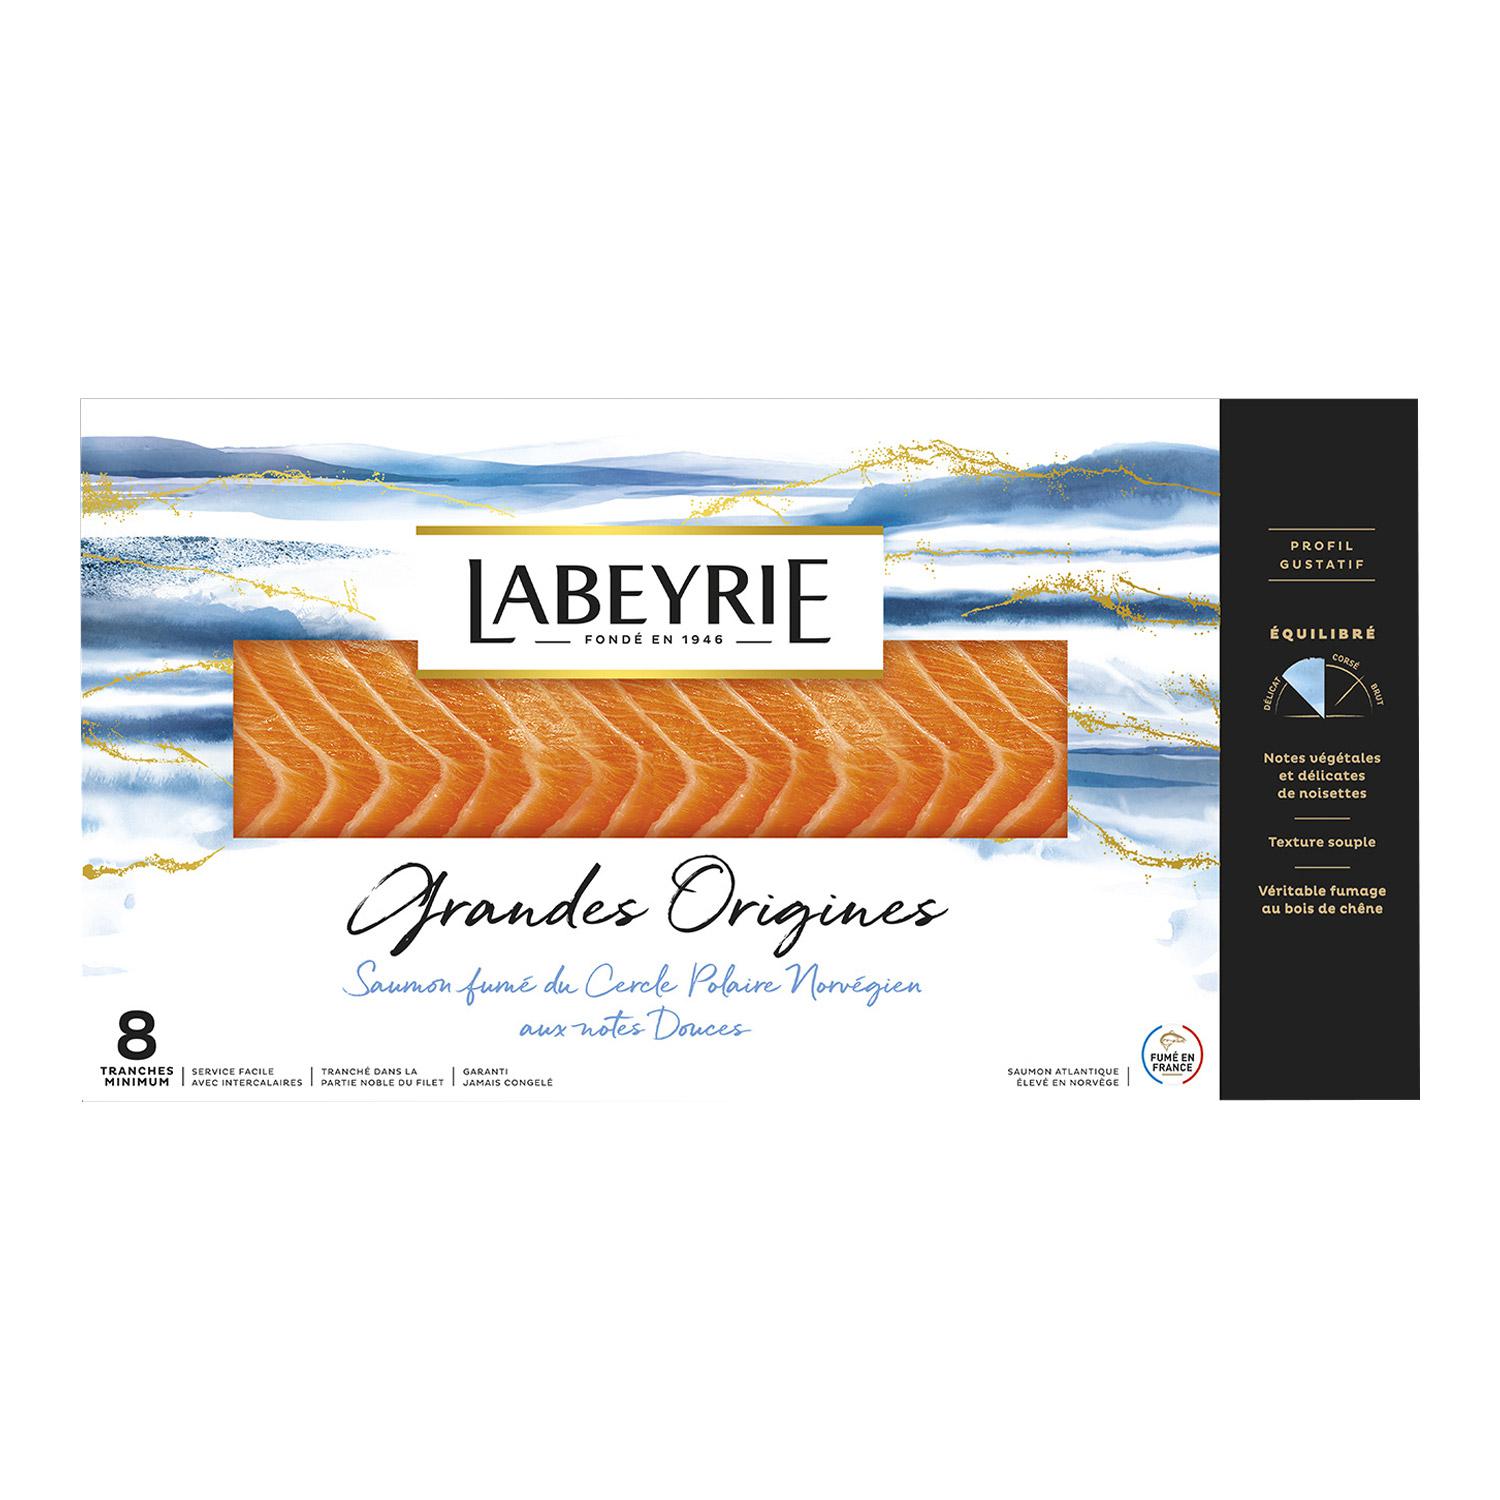 LABEYRIE
FONDÉ EN 1946
Grandes Origines
Saumon fumé du Cercle Polaire Norvégien
aux notes Douces
8
TRANCHES
MINIMUM
SERVICE FACILE
AVEC INTERCALAIRES
TRANCHÉ DANS LA
PARTIE NOBLE DU FILET
GARANTI
JAMAIS CONGELÉ
SAUMON ATLANTIQUE
ÉLEVÉ EN NORVÈGE
FUMÉ EN
FRANCE
PROFIL
GUSTATIF
ÉQUILIBRÉ
DÉLICAT
CORSÉ
BRUT
Notes végétales
et délicates
de noisettes
Texture souple
Véritable fumage
au bois de chêne